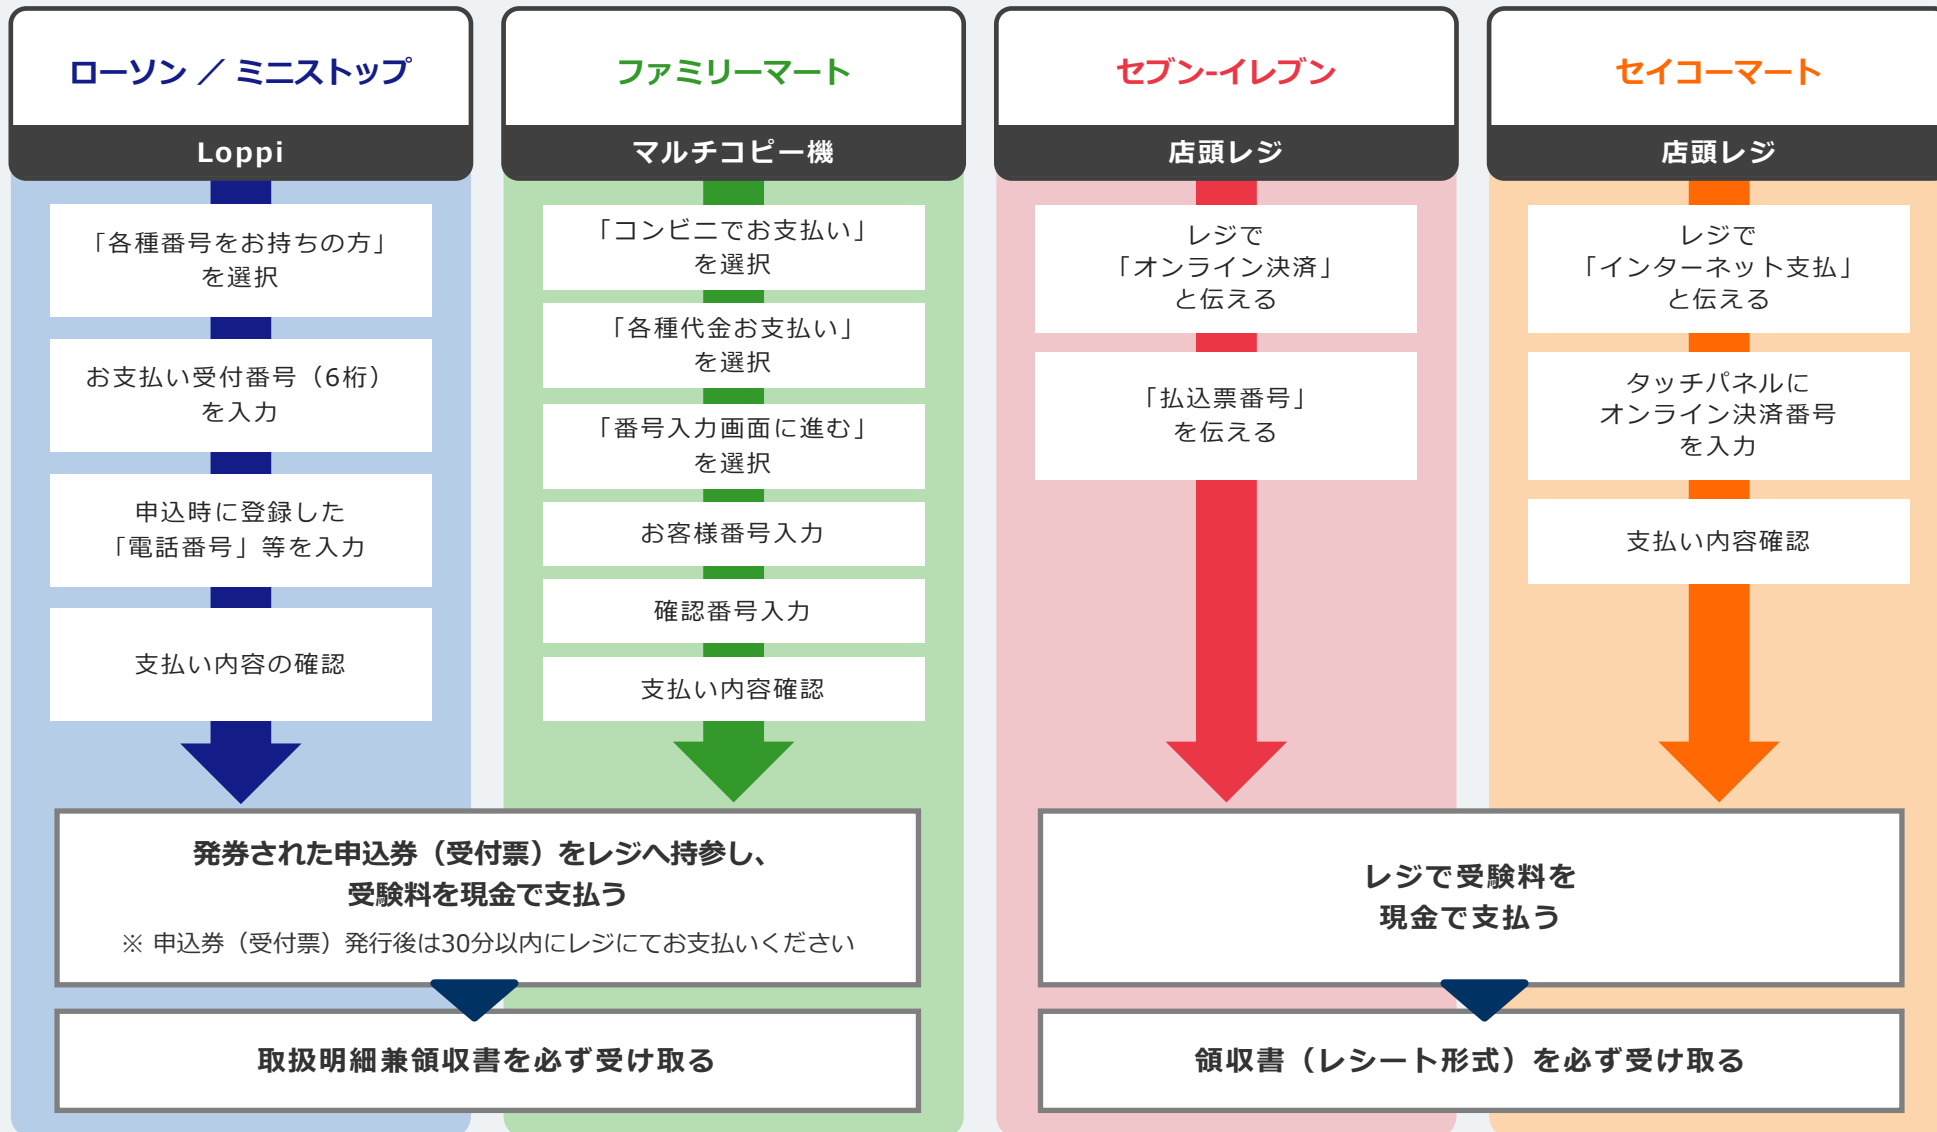 ローソン ／ ミニストップ
Loppi
「各種番号をお持ちの方」
を選択
お支払い受付番号（6桁）
を入力
申込時に登録した
「電話番号」等を入力
支払い内容の確認
ファミリーマート
マルチコピー機
「コンビニでお支払い」
を選択
「各種代金お支払い」
を選択
「番号入力画面に進む」
を選択
お客様番号入力
確認番号入力
支払い内容確認
発券された申込券（受付票）をレジへ持参し、
受験料を現金で支払う
※ 申込券（受付票）発行後は30分以内にレジにてお支払いください
取扱明細兼領収書を必ず受け取る
セブン-イレブン
店頭レジ
レジで
「オンライン決済」
と伝える
「払込票番号」
を伝える
セイコーマート
店頭レジ
レジで
「インターネット支払」
と伝える
タッチパネルに
オンライン決済番号
を入力
支払い内容確認
レジで受験料を
現金で支払う
領収書（レシート形式）を必ず受け取る